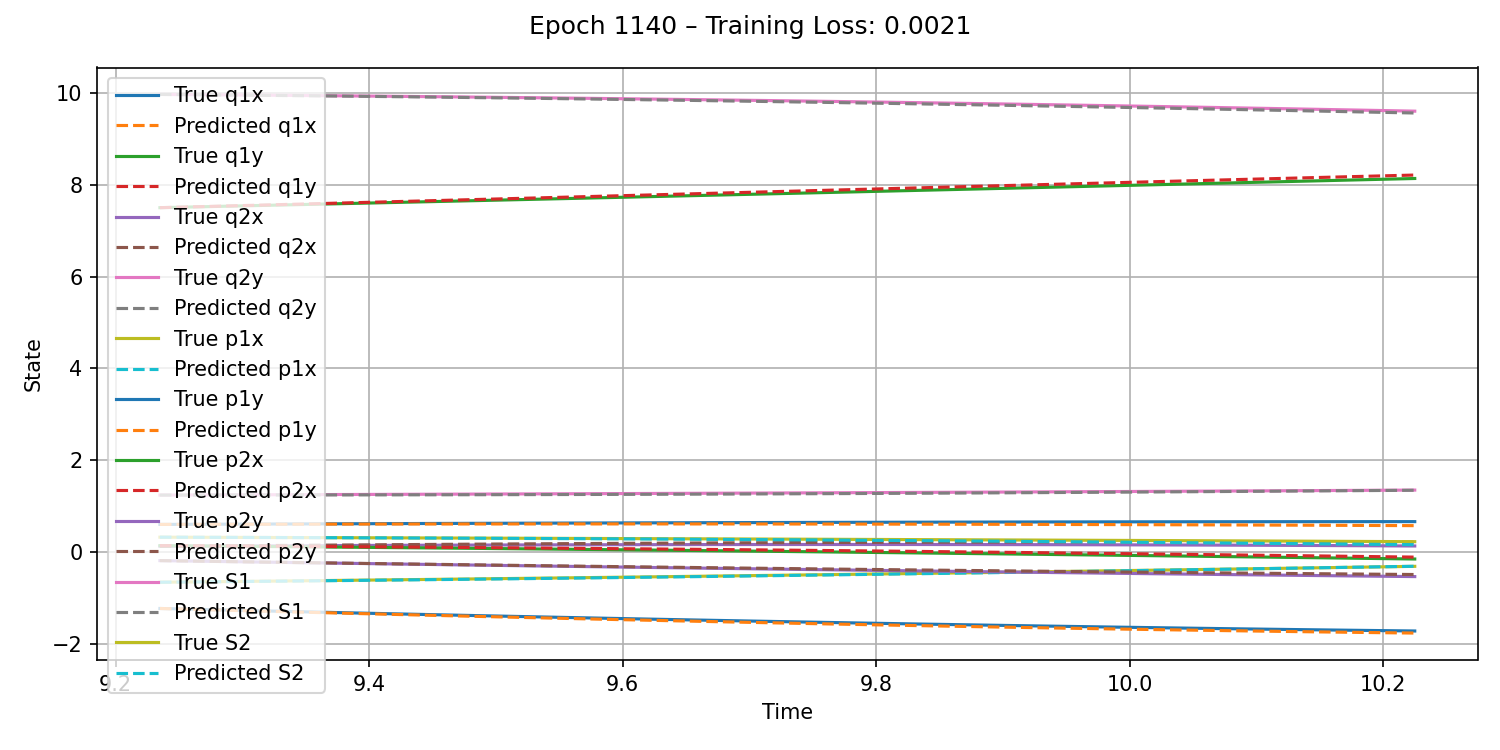 Epoch 1140 – Training Loss: 0.0021
State
10
8
6
4
2
0
−2
True q1x
Predicted q1x
True q1y
Predicted q1y
True q2x
Predicted q2x
True q2y
Predicted q2y
True p1x
Predicted p1x
True p1y
Predicted p1y
True p2x
Predicted p2x
True p2y
Predicted p2y
True S1
Predicted S1
True S2
Predicted S2
9.2 9.4 9.6 9.8 10.0 10.2
Time